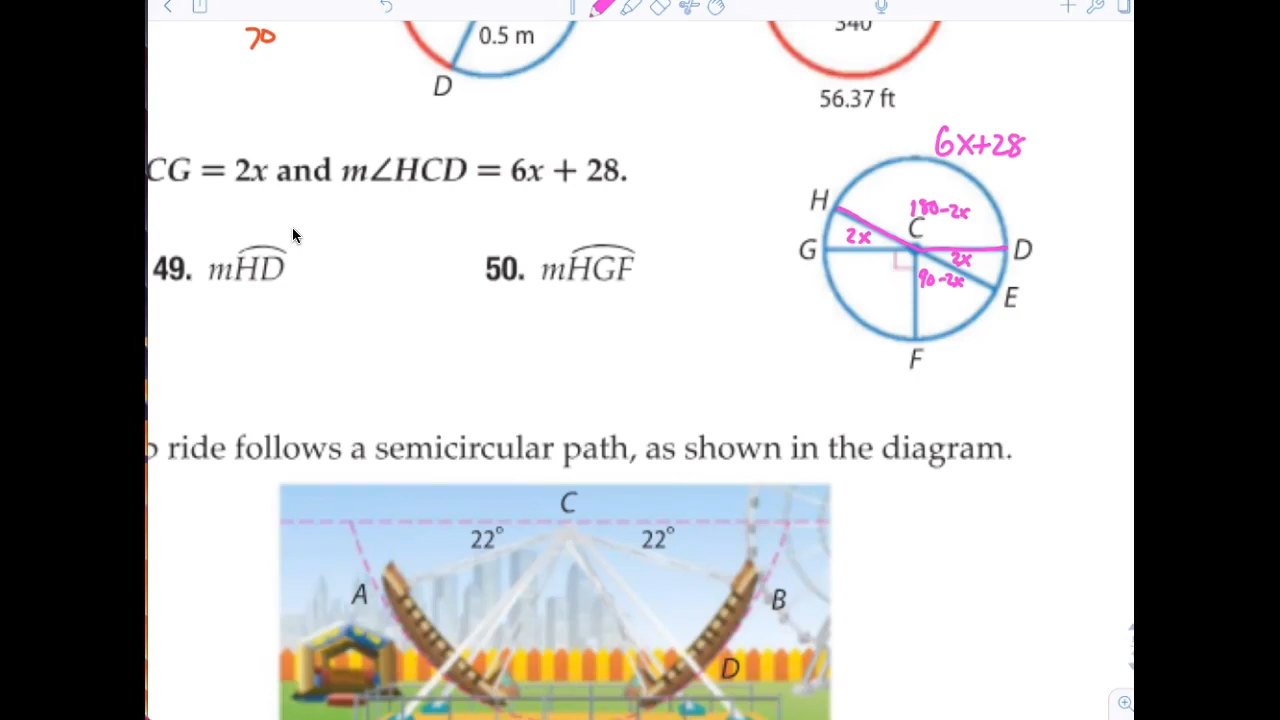 70
0.5 m
D
340
56.37 ft
6x+28
CG = 2x and m∠HCD = 6x + 28.
H
180-2x
C
2x
G
D
2x
90-2x
E
F
49. mHD
50. mHGF
ride follows a semicircular path, as shown in the diagram.
C
22°
22°
A
B
D